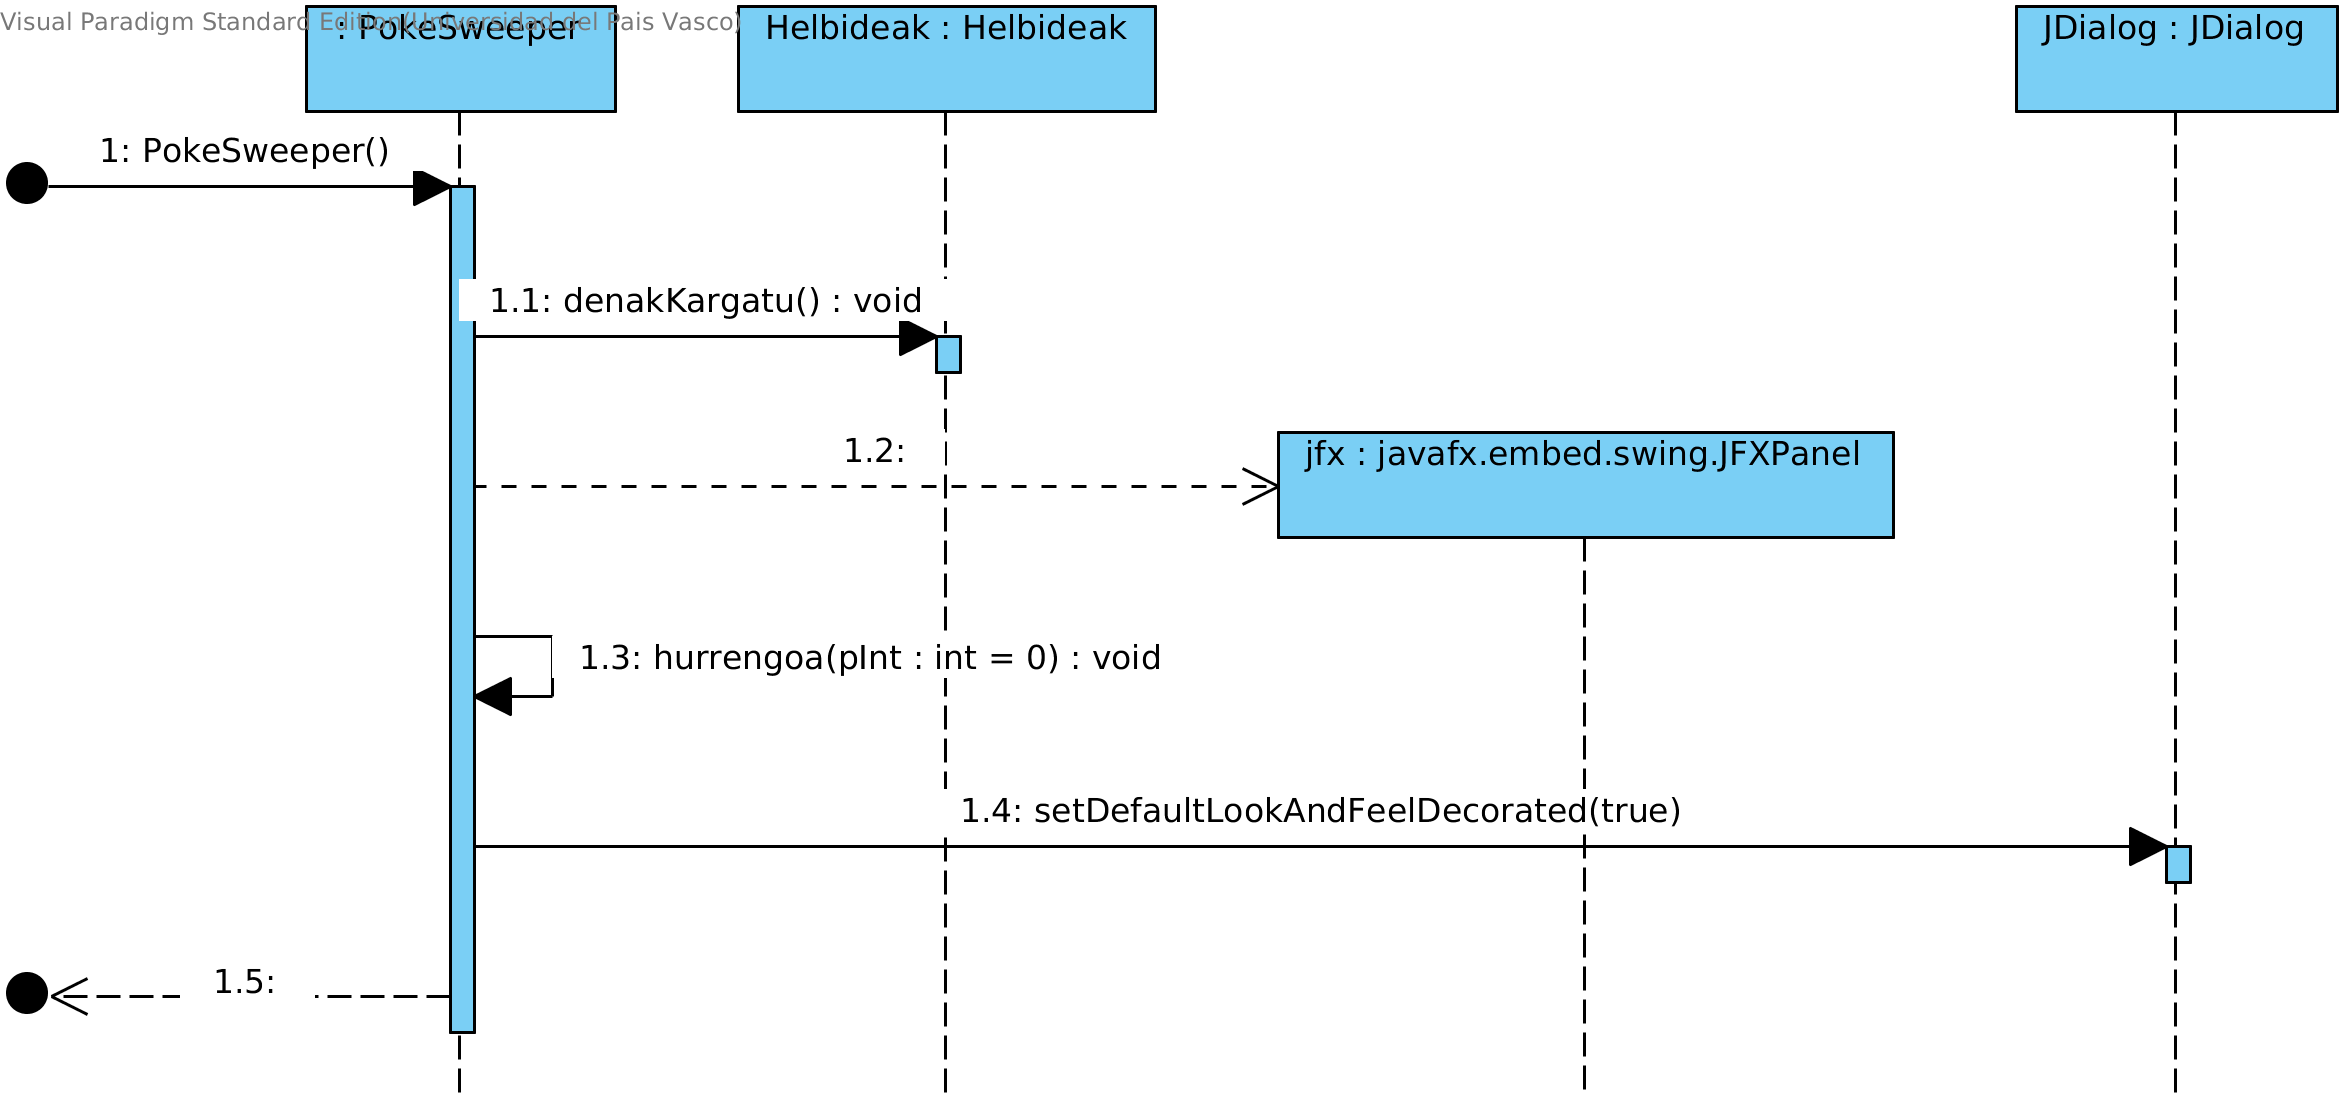 Visual Paradigm Standard Edition(Universidad del Pais Vasco)
: PokeSweeper
Helbideak : Helbideak
JDialog : JDialog
1: PokeSweeper()
1.1: denakKargatu() : void
1.2:
jfx : javafx.embed.swing.JFXPanel
1.3: hurrengoa(pInt : int = 0) : void
1.4: setDefaultLookAndFeelDecorated(true)
1.5: